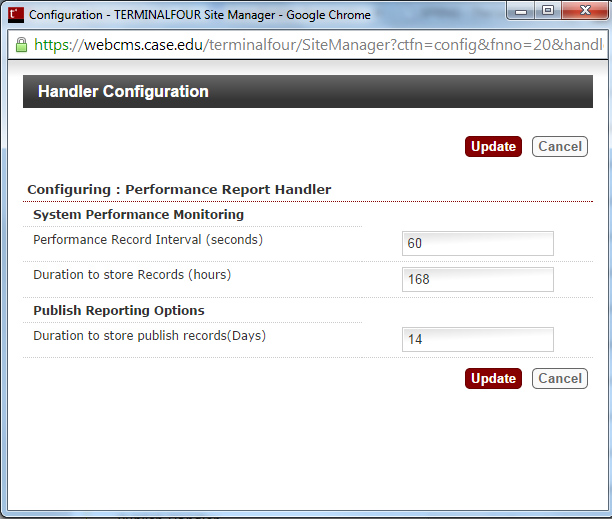 Configuration - TERMINALFOUR Site Manager - Google Chrome
https://webcms.case.edu/terminalfour/SiteManager?ctfn=config&fnno=20&handl
Handler Configuration
Update Cancel
Configuring : Performance Report Handler
System Performance Monitoring
Performance Record Interval (seconds) 60
Duration to store Records (hours) 168
Publish Reporting Options
Duration to store publish records(Days) 14
Update Cancel